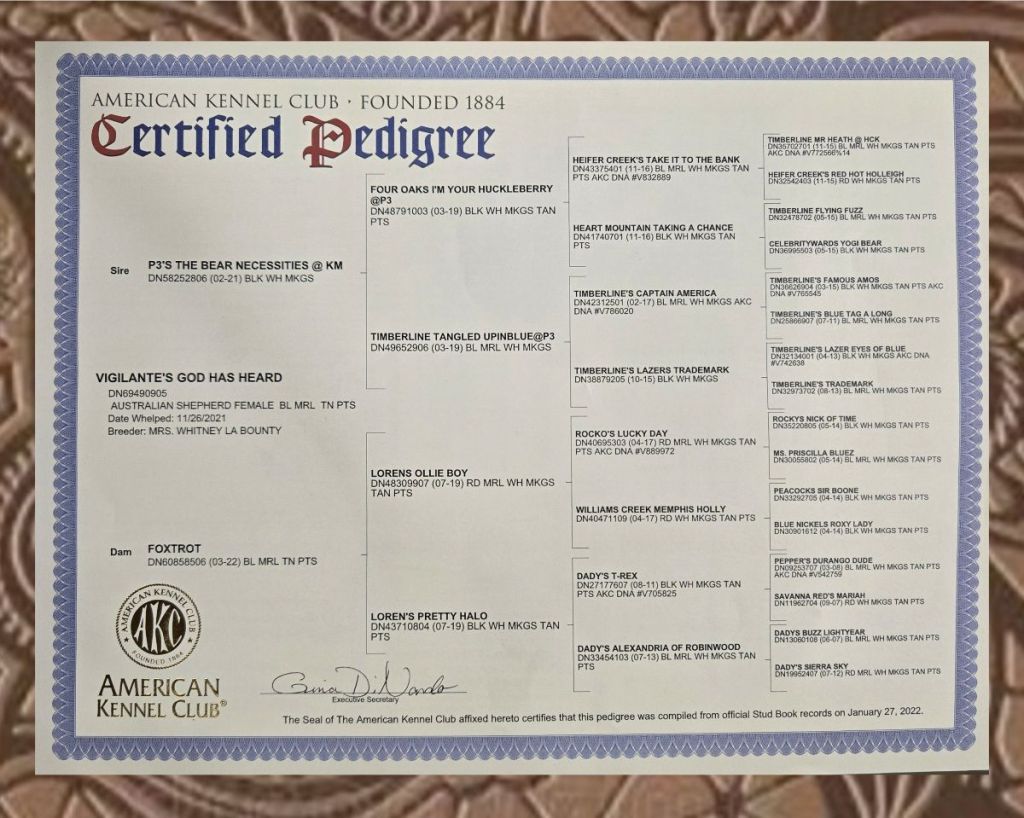 AMERICAN KENNEL CLUB · FOUNDED 1884
Certified Pedigree
Sire
P3'S THE BEAR NECESSITIES @ KM
DN58252806 (02-21) BLK WH MKGS
VIGILANTE'S GOD HAS HEARD
DN69490905
AUSTRALIAN SHEPHERD FEMALE BL MRL TN PTS
Date Whelped: 11/26/2021
Breeder: MRS. WHITNEY LA BOUNTY
Dam
FOXTROT
DN60858506 (03-22) BL MRL TN PTS
FOUR OAKS I'M YOUR HUCKLEBERRY
@P3
DN48791003 (03-19) BLK WH MKGS TAN
PTS
TIMBERLINE TANGLED UPINBLUE@P3
DN49652906 (03-19) BL MRL WH MKGS
LORENS OLLIE BOY
DN48309907 (07-19) RD MRL WH MKGS
TAN PTS
LOREN'S PRETTY HALO
DN43710804 (07-19) BLK WH MKGS TAN
PTS
HEIFER CREEK'S TAKE IT TO THE BANK
DN43375401 (11-16) BL MRL WH MKGS TAN
PTS AKC DNA #V832889
HEART MOUNTAIN TAKING A CHANCE
DN41740701 (11-16) BLK WH MKGS TAN
PTS
TIMBERLINE'S CAPTAIN AMERICA
DN42312501 (02-17) BL MRL WH MKGS AKC
DNA #V786020
TIMBERLINE'S LAZERS TRADEMARK
DN38879205 (10-15) BLK WH MKGS
ROCKO'S LUCKY DAY
DN40695303 (04-17) RD MRL WH MKGS TAN
PTS AKC DNA #V889972
WILLIAMS CREEK MEMPHIS HOLLY
DN40471109 (04-17) RD WH MKGS TAN PTS
DADY'S T-REX
DN27177607 (08-11) BLK WH MKGS TAN
PTS AKC DNA #V705825
DADY'S ALEXANDRIA OF ROBINWOOD
DN33454103 (07-13) BL MRL WH MKGS TAN
PTS
TIMBERLINE MR HEATH @ HCK
DN35702701 (11-15) BL MRL WH MKGS TAN PTS
AKC DNA #V772566%14
HEIFER CREEK'S RED HOT HOLLEIGH
DN32542403 (11-15) RD WH MKGS TAN PTS
TIMBERLINE FLYING FUZZ
DN32478702 (05-15) BL MRL WH MKGS TAN PTS
CELEBRITYWARDS YOGI BEAR
DN36995503 (05-15) BLK WH MKGS TAN PTS
TIMBERLINE'S FAMOUS AMOS
DN36626904 (03-15) BLK WH MKGS TAN PTS AKC
DNA #V765545
TIMBERLINE'S BLUE TAG A LONG
DN25866907 (07-11) BL MRL WH MKGS TAN PTS
TIMBERLINE'S LAZER EYES OF BLUE
DN32134001 (04-13) BLK WH MKGS AKC DNA
#V742638
TIMBERLINE'S TRADEMARK
DN32973702 (08-13) BL MRL WH MKGS TAN PTS
ROCKYS NICK OF TIME
DN35220805 (05-14) BLK WH MKGS TAN PTS
MS. PRISCILLA BLUEZ
DN30055802 (05-14) BL MRL WH MKGS TAN PTS
PEACOCKS SIR BOONE
DN33292705 (04-14) BLK WH MKGS TAN PTS
BLUE NICKELS ROXY LADY
DN30901612 (04-14) BLK WH MKGS TAN PTS
PEPPER'S DURANGO DUDE
DN09253707 (03-08) BL MRL WH MKGS TAN PTS
AKC DNA #V542759
SAVANNA RED'S MARIAH
DN11962704 (09-07) RD WH MKGS TAN PTS
DADYS BUZZ LIGHTYEAR
DN13060108 (06-07) BL MRL WH MKGS TAN PTS
DADY'S SIERRA SKY
DN19952407 (07-12) RD MRL WH MKGS TAN
PTS
AMERICAN KENNEL CLUB
AKC
FOUNDED 1884
AMERICAN
KENNEL CLUB®
Gina DiNardo
Executive Secretary
The Seal of The American Kennel Club affixed hereto certifies that this pedigree was compiled from official Stud Book records on January 27, 2022.